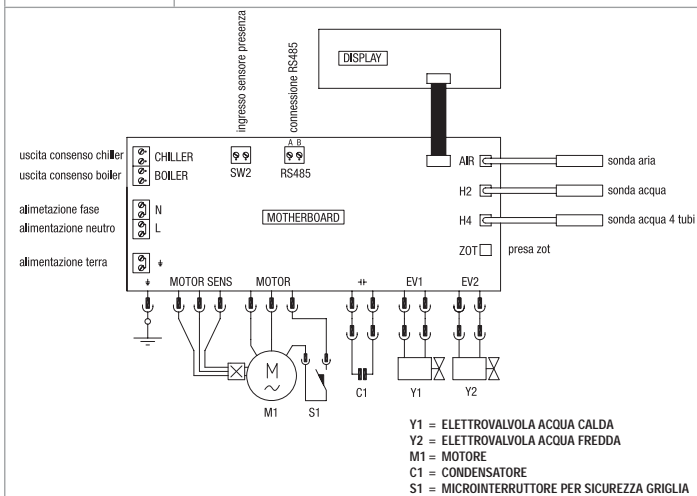 ingresso sensore presenza
connessione RS485
DISPLAY
A B
uscita consenso chiller
CHILLER
uscita consenso boiler
BOILER
SW2
RS485
AIR
sonda aria
H2
sonda acqua
alimetazione fase
N
alimentazione neutro
L
MOTHERBOARD
H4
sonda acqua 4 tubi
ZOT
presa zot
alimentazione terra
MOTOR SENS
MOTOR
EV1
EV2
M
~
M1
S1
C1
Y1
Y2
Y1 = ELETTROVALVOLA ACQUA CALDA
Y2 = ELETTROVALVOLA ACQUA FREDDA
M1 = MOTORE
C1 = CONDENSATORE
S1 = MICROINTERRUTTORE PER SICUREZZA GRIGLIA